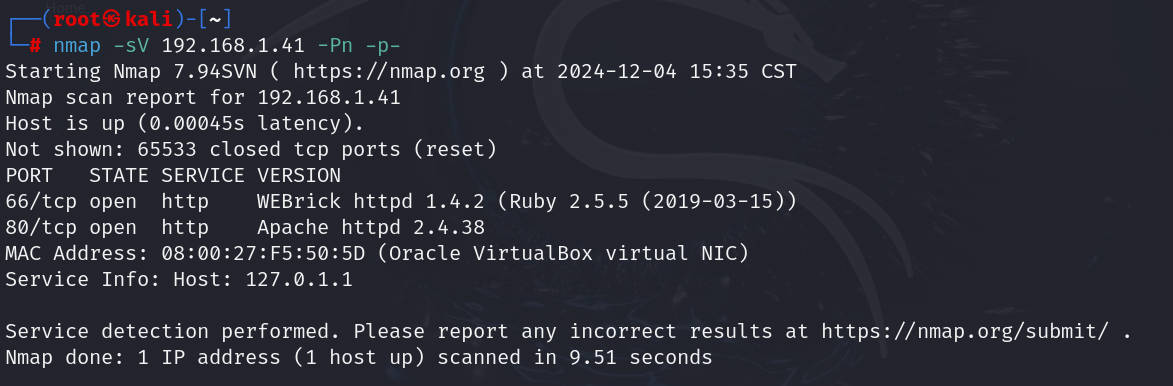 Home
┌──(root㉿kali)-[~]
└─# nmap -sV 192.168.1.41 -Pn -p-
Starting Nmap 7.94SVN ( https://nmap.org ) at 2024-12-04 15:35 CST
Nmap scan report for 192.168.1.41
Host is up (0.00045s latency).
Not shown: 65533 closed tcp ports (reset)
PORT   STATE SERVICE VERSION
66/tcp open  http    WEBrick httpd 1.4.2 (Ruby 2.5.5 (2019-03-15))
80/tcp open  http    Apache httpd 2.4.38
MAC Address: 08:00:27:F5:50:5D (Oracle VirtualBox virtual NIC)
Service Info: Host: 127.0.1.1
Service detection performed. Please report any incorrect results at https://nmap.org/submit/ .
Nmap done: 1 IP address (1 host up) scanned in 9.51 seconds